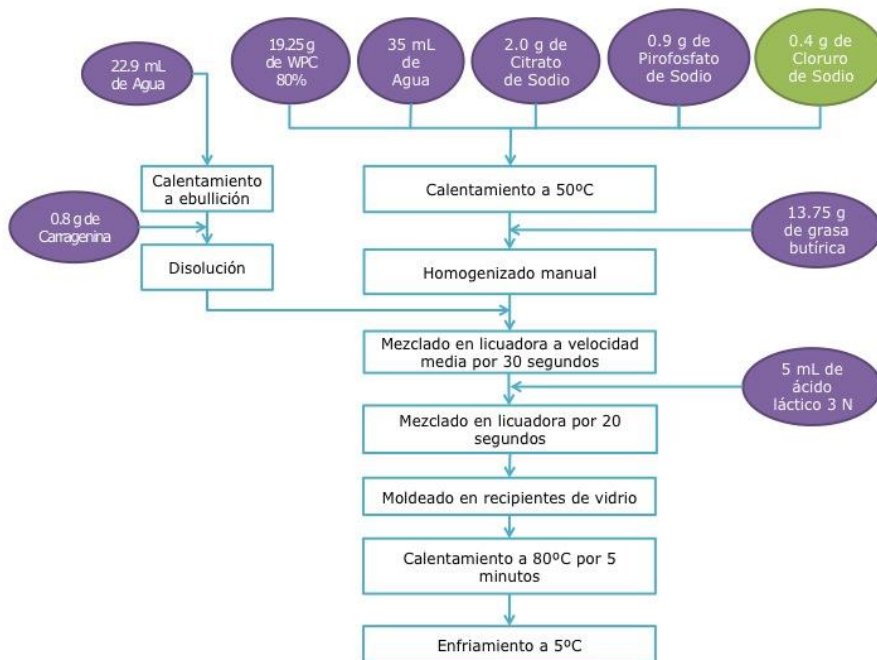 22.9 mL
de Agua
19.25 g
de WPC
80%
35 mL
de
Agua
2.0 g de
Citrato
de
Sodio
0.9 g de
Pirofosfato
de Sodio
0.4 g de
Cloruro
de
Sodio
Calentamiento
a ebullición
0.8 g de
Carragenina
Disolución
Calentamiento a 50ºC
13.75 g
de grasa
butírica
Homogenizado manual
Mezclado en licuadora a velocidad
media por 30 segundos
5 mL de
ácido
láctico 3 N
Mezclado en licuadora por 20
segundos
Moldeado en recipientes de vidrio
Calentamiento a 80ºC por 5
minutos
Enfriamiento a 5ºC